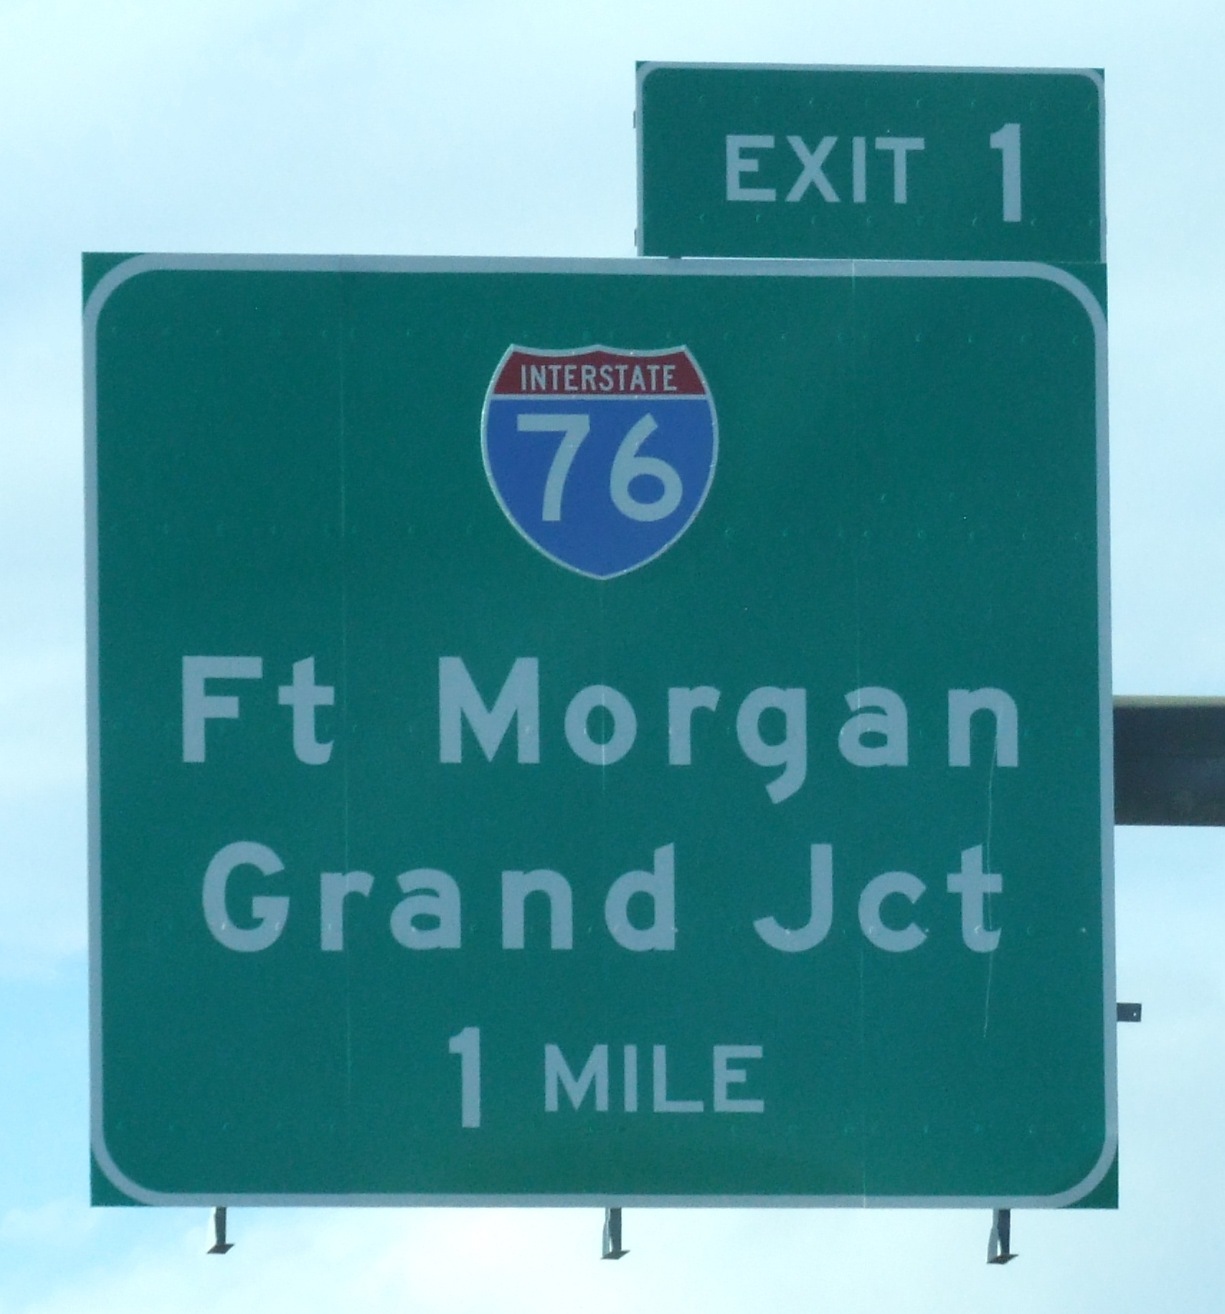 EXIT 1
INTERSTATE
76
Ft Morgan
Grand Jct
1 MILE